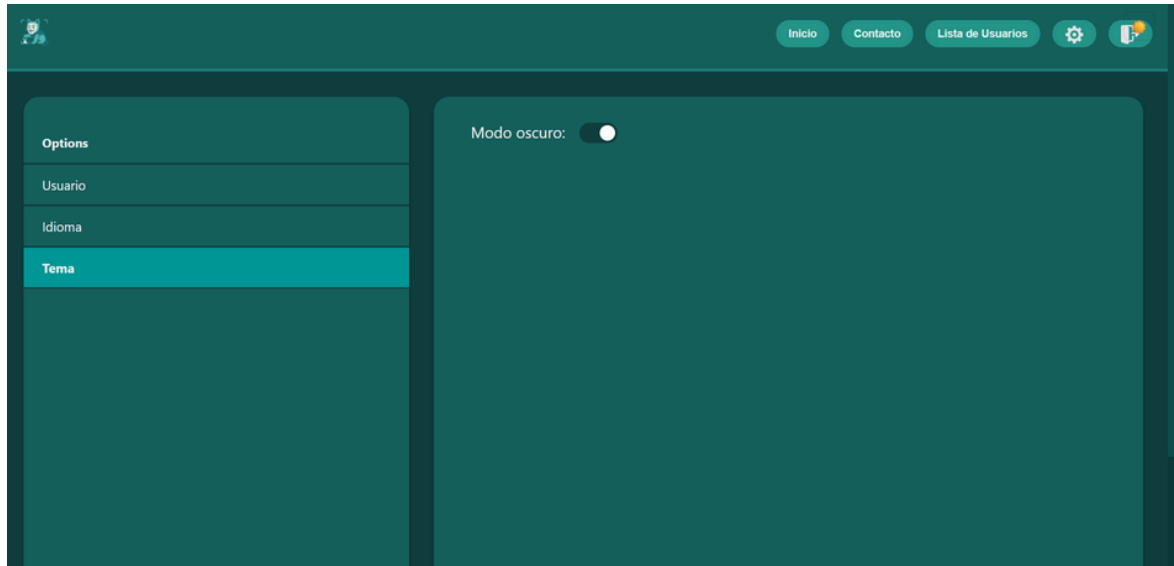 Inicio
Contacto
Lista de Usuarios
Options
Usuario
Idioma
Tema
Modo oscuro: